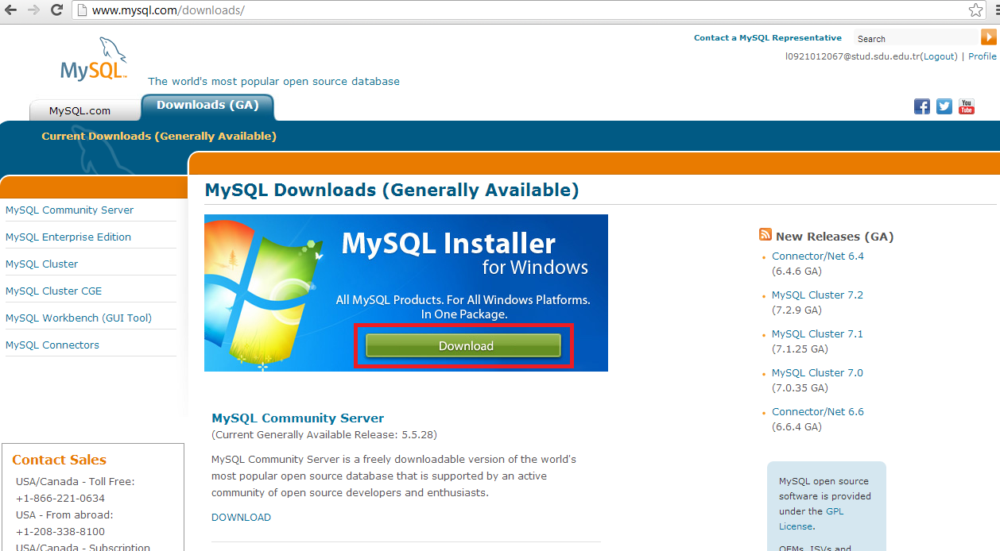 www.mysql.com/downloads/
Contact a MySQL Representative
Search
l0921012067@stud.sdu.edu.tr(Logout) | Profile
MySQL™
The world's most popular open source database
MySQL.com
Downloads (GA)
You
Tube
Current Downloads (Generally Available)
MySQL Community Server
MySQL Enterprise Edition
MySQL Cluster
MySQL Cluster CGE
MySQL Workbench (GUI Tool)
MySQL Connectors
Contact Sales
USA/Canada - Toll Free:
+1-866-221-0634
USA - From abroad:
+1-208-338-8100
USA/Canada - Subscription
MySQL Downloads (Generally Available)
MySQL Installer
for Windows
All MySQL Products. For All Windows Platforms.
In One Package.
Download
MySQL Community Server
(Current Generally Available Release: 5.5.28)
MySQL Community Server is a freely downloadable version of the world's
most popular open source database that is supported by an active
community of open source developers and enthusiasts.
DOWNLOAD
New Releases (GA)
Connector/Net 6.4
(6.4.6 GA)
MySQL Cluster 7.2
(7.2.9 GA)
MySQL Cluster 7.1
(7.1.25 GA)
MySQL Cluster 7.0
(7.0.35 GA)
Connector/Net 6.6
(6.6.4 GA)
MySQL open source
software is provided
under the GPL
License.
OEMs, ISVs and